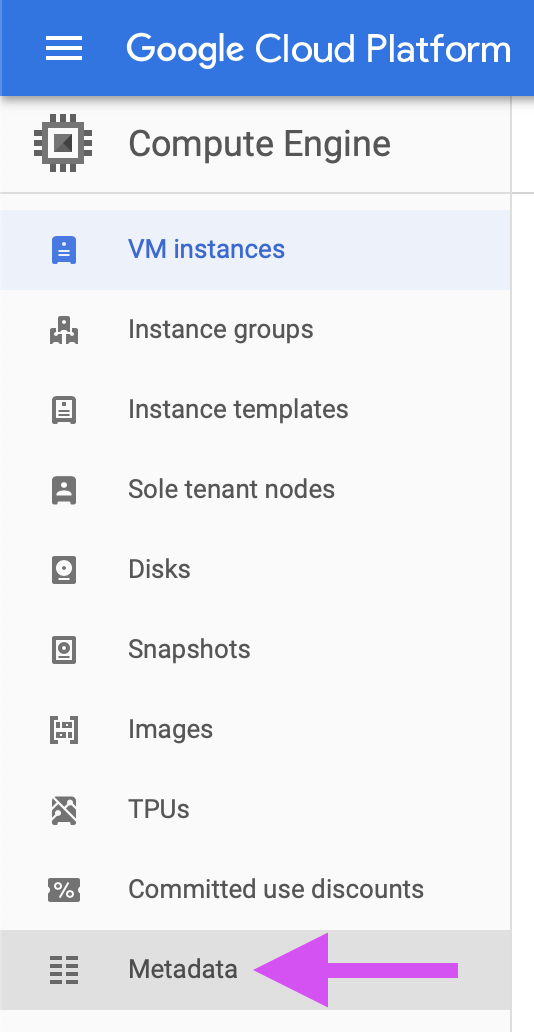 Google Cloud Platform
Compute Engine
VM instances
Instance groups
Instance templates
Sole tenant nodes
Disks
Snapshots
Images
TPUs
% Committed use discounts
Metadata